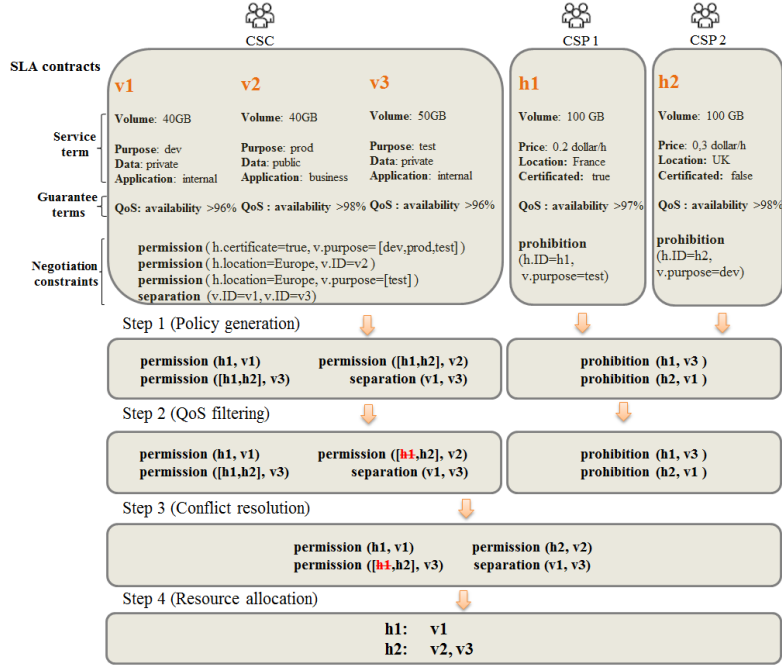 CSC
CSP 1
CSP 2
SLA contracts
v1
v2
v3
h1
h2
Service term
Volume: 40GB
Purpose: dev
Data: private
Application: internal
Volume: 40GB
Purpose: prod
Data: public
Application: business
Volume: 50GB
Purpose: test
Data: private
Application: internal
Volume: 100 GB
Price: 0.2 dollar/h
Location: France
Certificated: true
Volume: 100 GB
Price: 0,3 dollar/h
Location: UK
Certificated: false
Guarantee terms
QoS: availability >96%
QoS : availability >98%
QoS : availability >96%
QoS : availability >97%
QoS : availability >98%
Negotiation constraints
permission( h.certificate=true, v.purpose= [dev,prod,test] )
permission( h.location=Europe, v.ID=v2 )
permission( h.location=Europe, v.purpose=[test] )
separation (v.ID=v1, v.ID=v3)
prohibition
(h.ID=h1,
v.purpose=test)
prohibition
(h.ID=h2,
v.purpose=dev)
Step 1 (Policy generation)
permission (h1, v1)
permission ([h1,h2], v2)
permission ([h1,h2], v3)
separation (v1, v3)
prohibition (h1, v3 )
prohibition (h2, v1 )
Step 2 (QoS filtering)
permission (h1, v1)
permission ([h1,h2], v2)
permission ([h1,h2], v3)
separation (v1, v3)
prohibition (h1, v3 )
prohibition (h2, v1 )
Step 3 (Conflict resolution)
permission (h1, v1)
permission (h2, v2)
permission ([h1,h2], v3)
separation (v1, v3)
Step 4 (Resource allocation)
h1: v1
h2: v2, v3